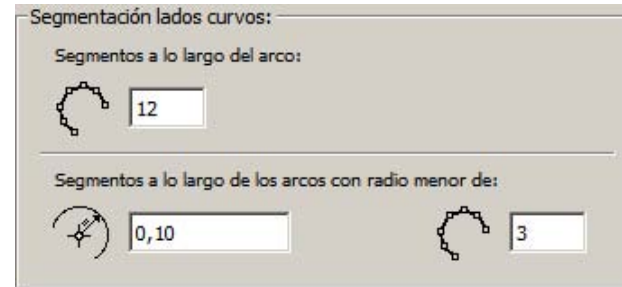 Segmentación lados curvos:
Segmentos a lo largo del arco:
12
Segmentos a lo largo de los arcos con radio menor de:
0,10 3